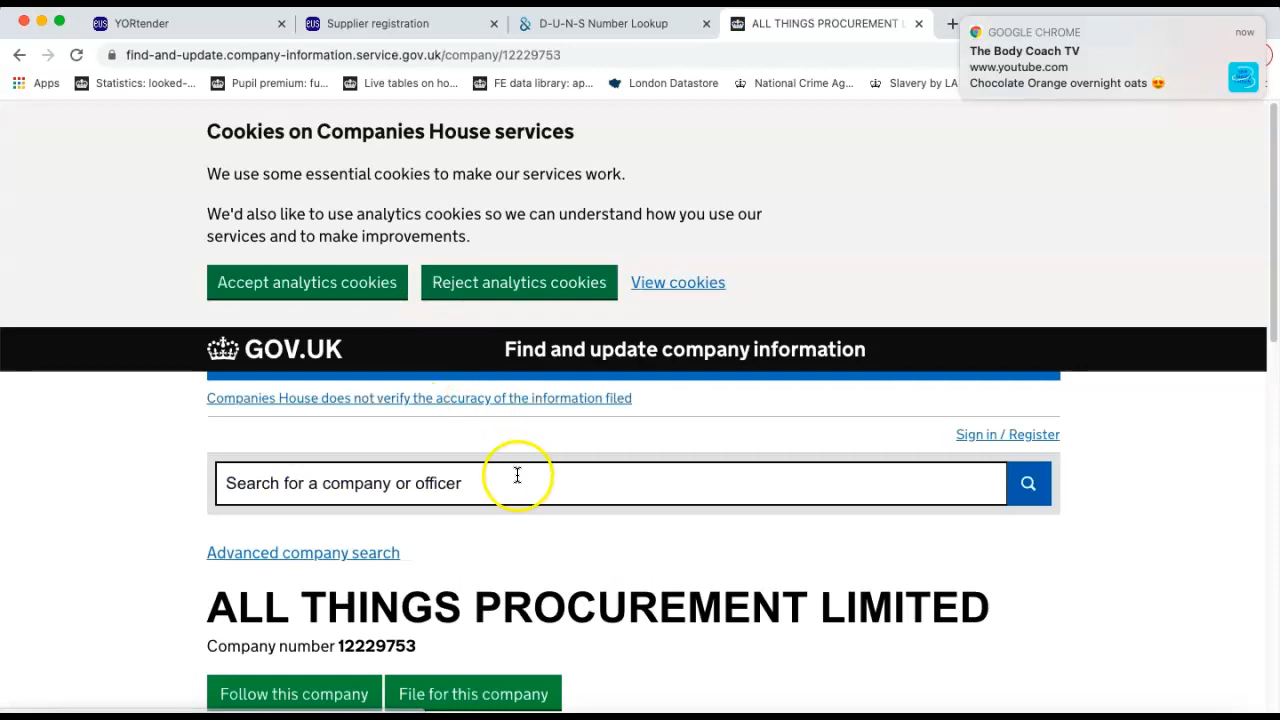 YORtender
Supplier registration
D-U-N-S Number Lookup
ALL THINGS PROCUREMENT L
GOOGLE CHROME
now
The Body Coach TV
www.youtube.com
Chocolate Orange overnight oats 😍
find-and-update.company-information.service.gov.uk/company/12229753
Apps
Statistics: looked-...
Pupil premium: fu...
Live tables on ho...
FE data library: ap...
London Datastore
National Crime Ag...
Slavery by LA
Cookies on Companies House services
We use some essential cookies to make our services work.
We'd also like to use analytics cookies so we can understand how you use our
services and to make improvements.
Accept analytics cookies
Reject analytics cookies
View cookies
GOV.UK
Find and update company information
Companies House does not verify the accuracy of the information filed
Sign in / Register
Search for a company or officer
Advanced company search
ALL THINGS PROCUREMENT LIMITED
Company number 12229753
Follow this company
File for this company